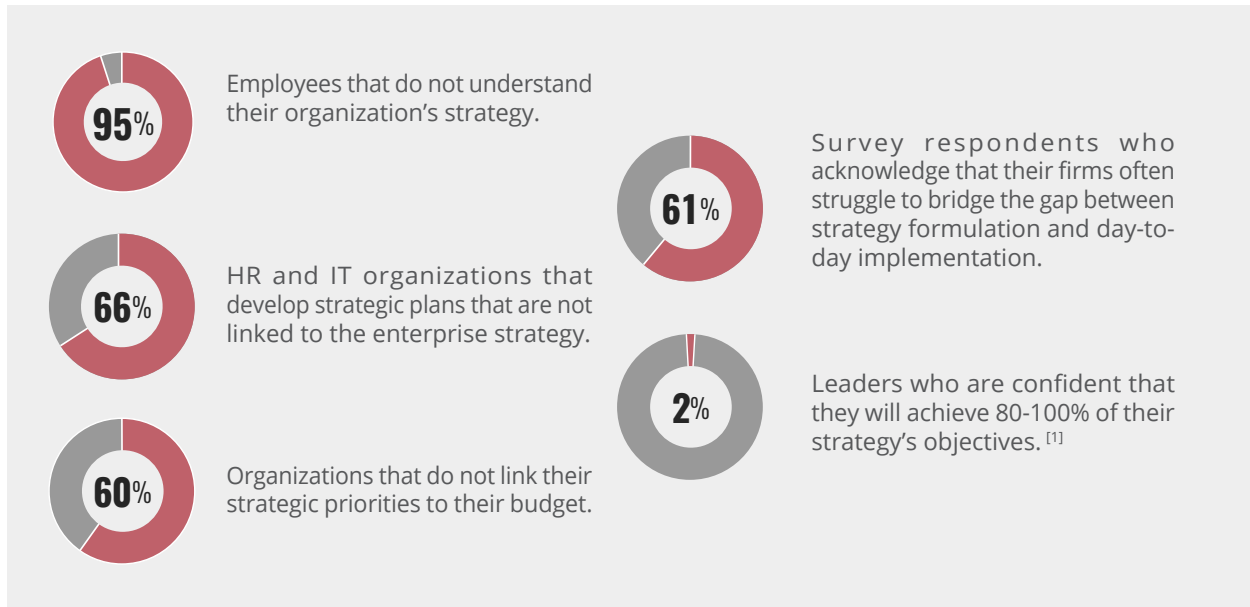 95%
Employees that do not understand
their organization’s strategy.
66%
HR and IT organizations that
develop strategic plans that are not
linked to the enterprise strategy.
60%
Organizations that do not link their
strategic priorities to their budget.
61%
Survey respondents who
acknowledge that their firms often
struggle to bridge the gap between
strategy formulation and day-to-
day implementation.
2%
Leaders who are confident that
they will achieve 80-100% of their
strategy’s objectives. [1]